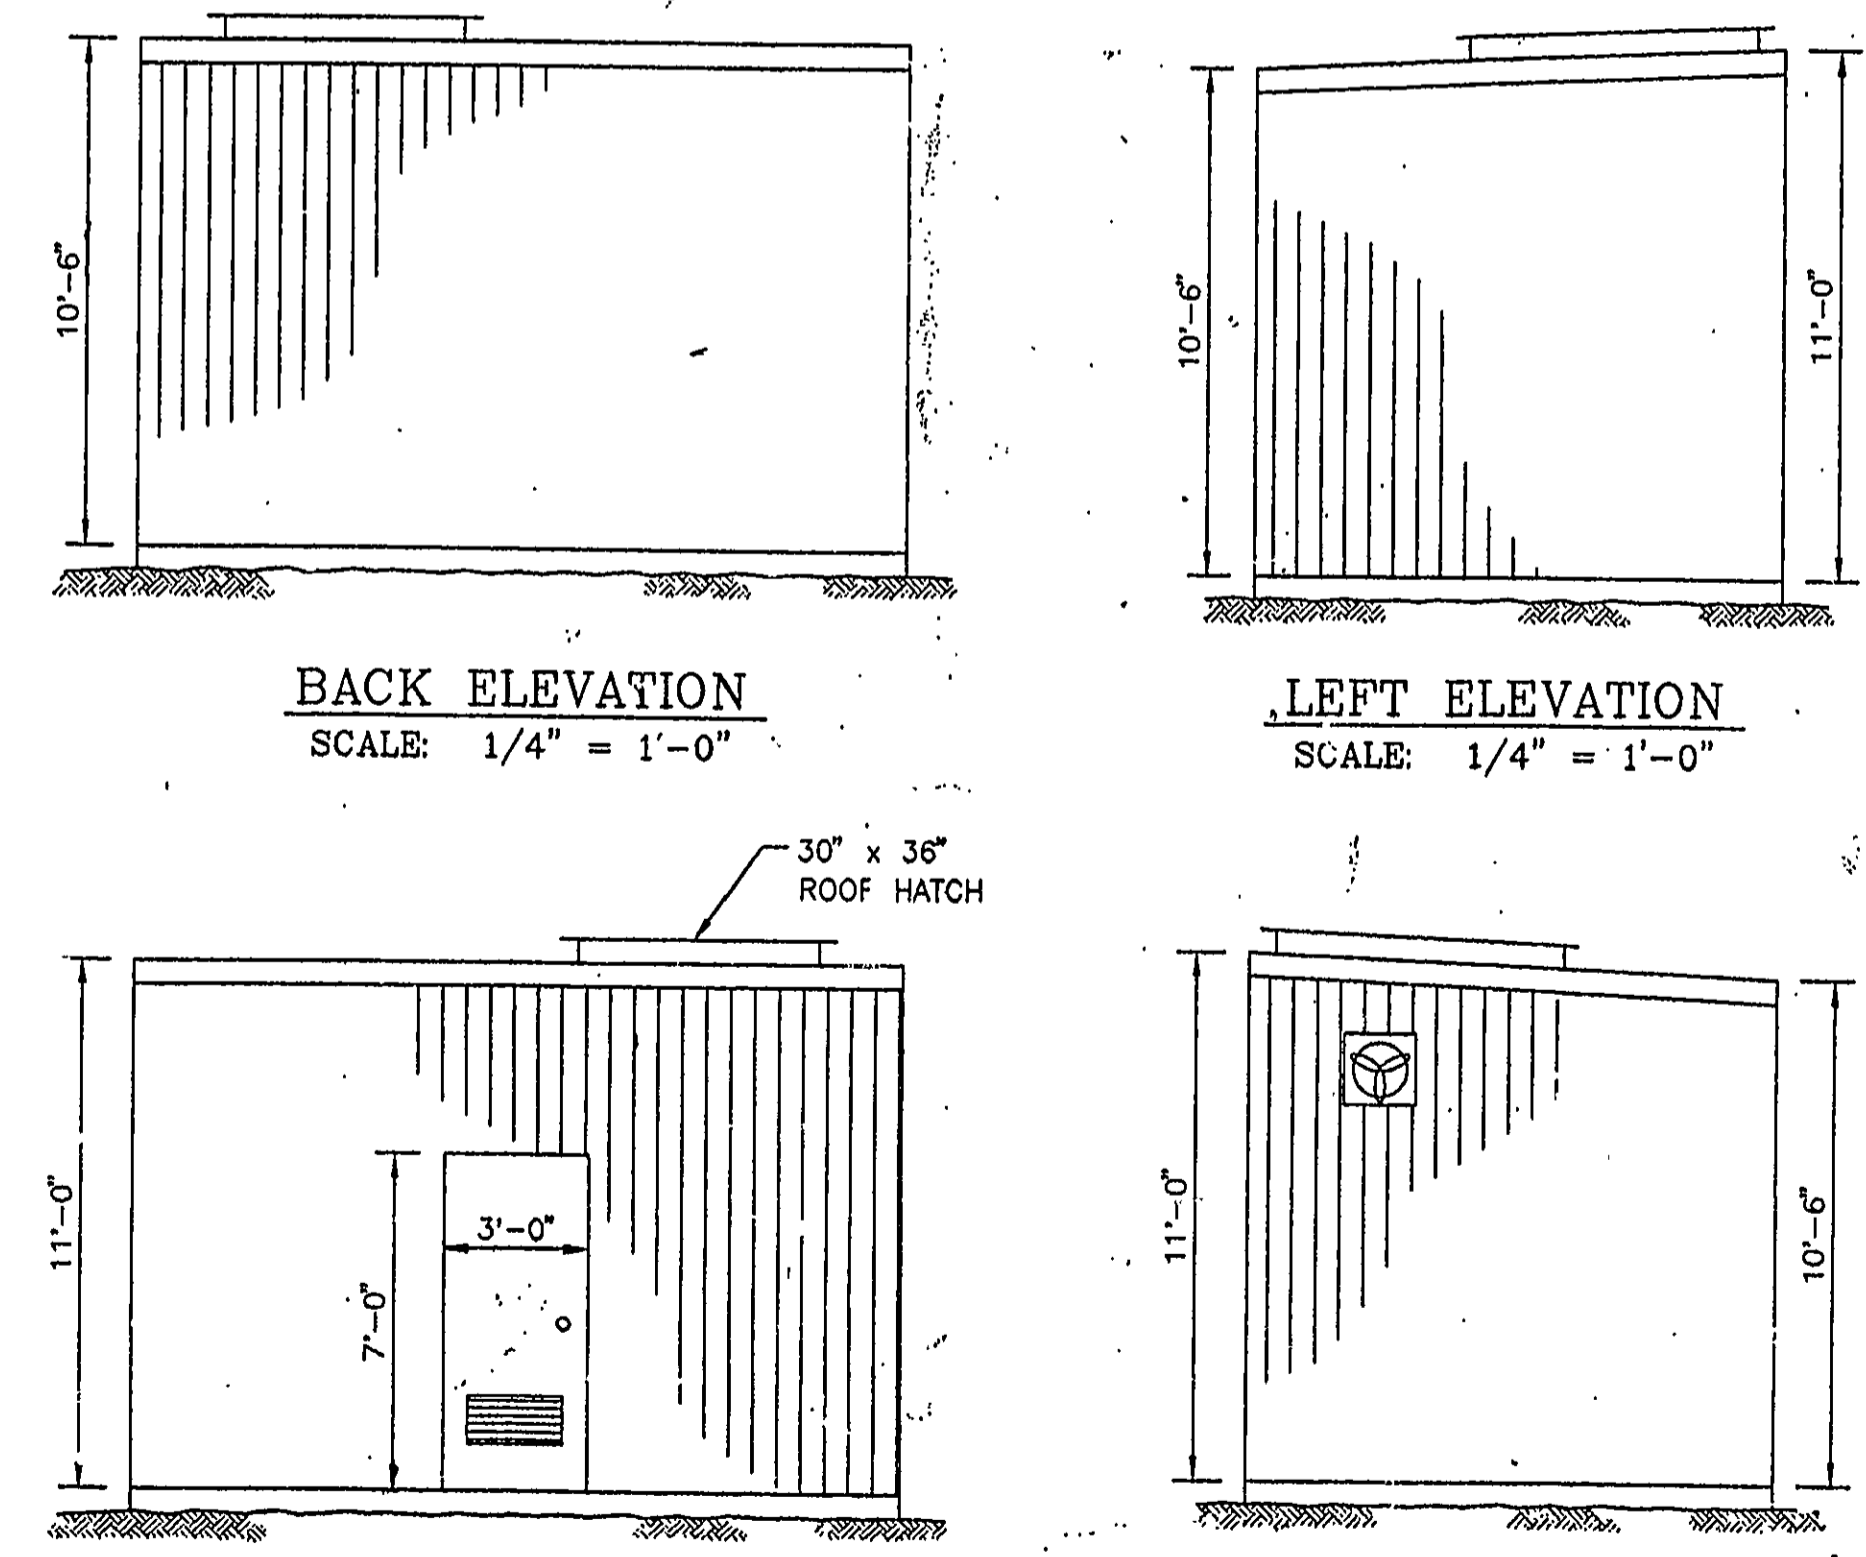 10'-6"
BACK ELEVATION
SCALE: 1/4" = 1'-0"
10'-6"
11'-0"
LEFT ELEVATION
SCALE: 1/4" = 1'-0"
30" x 36"
ROOF HATCH
11'-0"
7'-0"
3'-0"
11'-0"
10'-6"